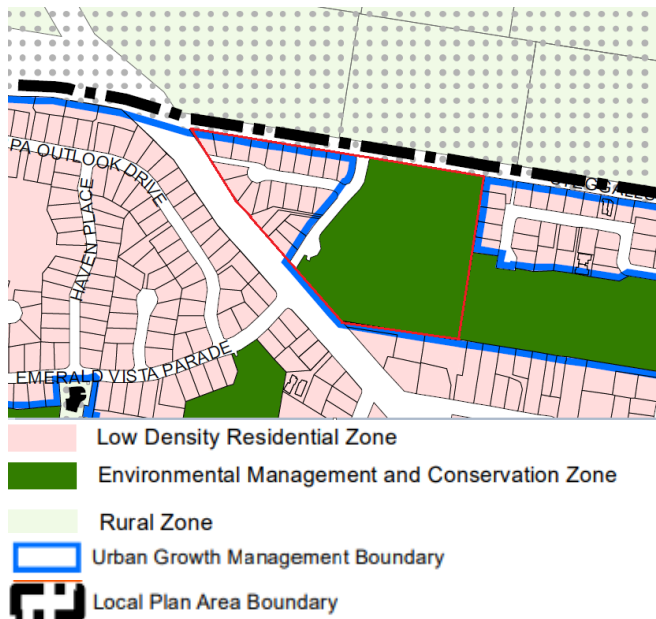 PA OUTLOOK DRIVE
HAVEN PLACE
EMERALD VISTA PARADE
Low Density Residential Zone
Environmental Management and Conservation Zone
Rural Zone
Urban Growth Management Boundary
Local Plan Area Boundary